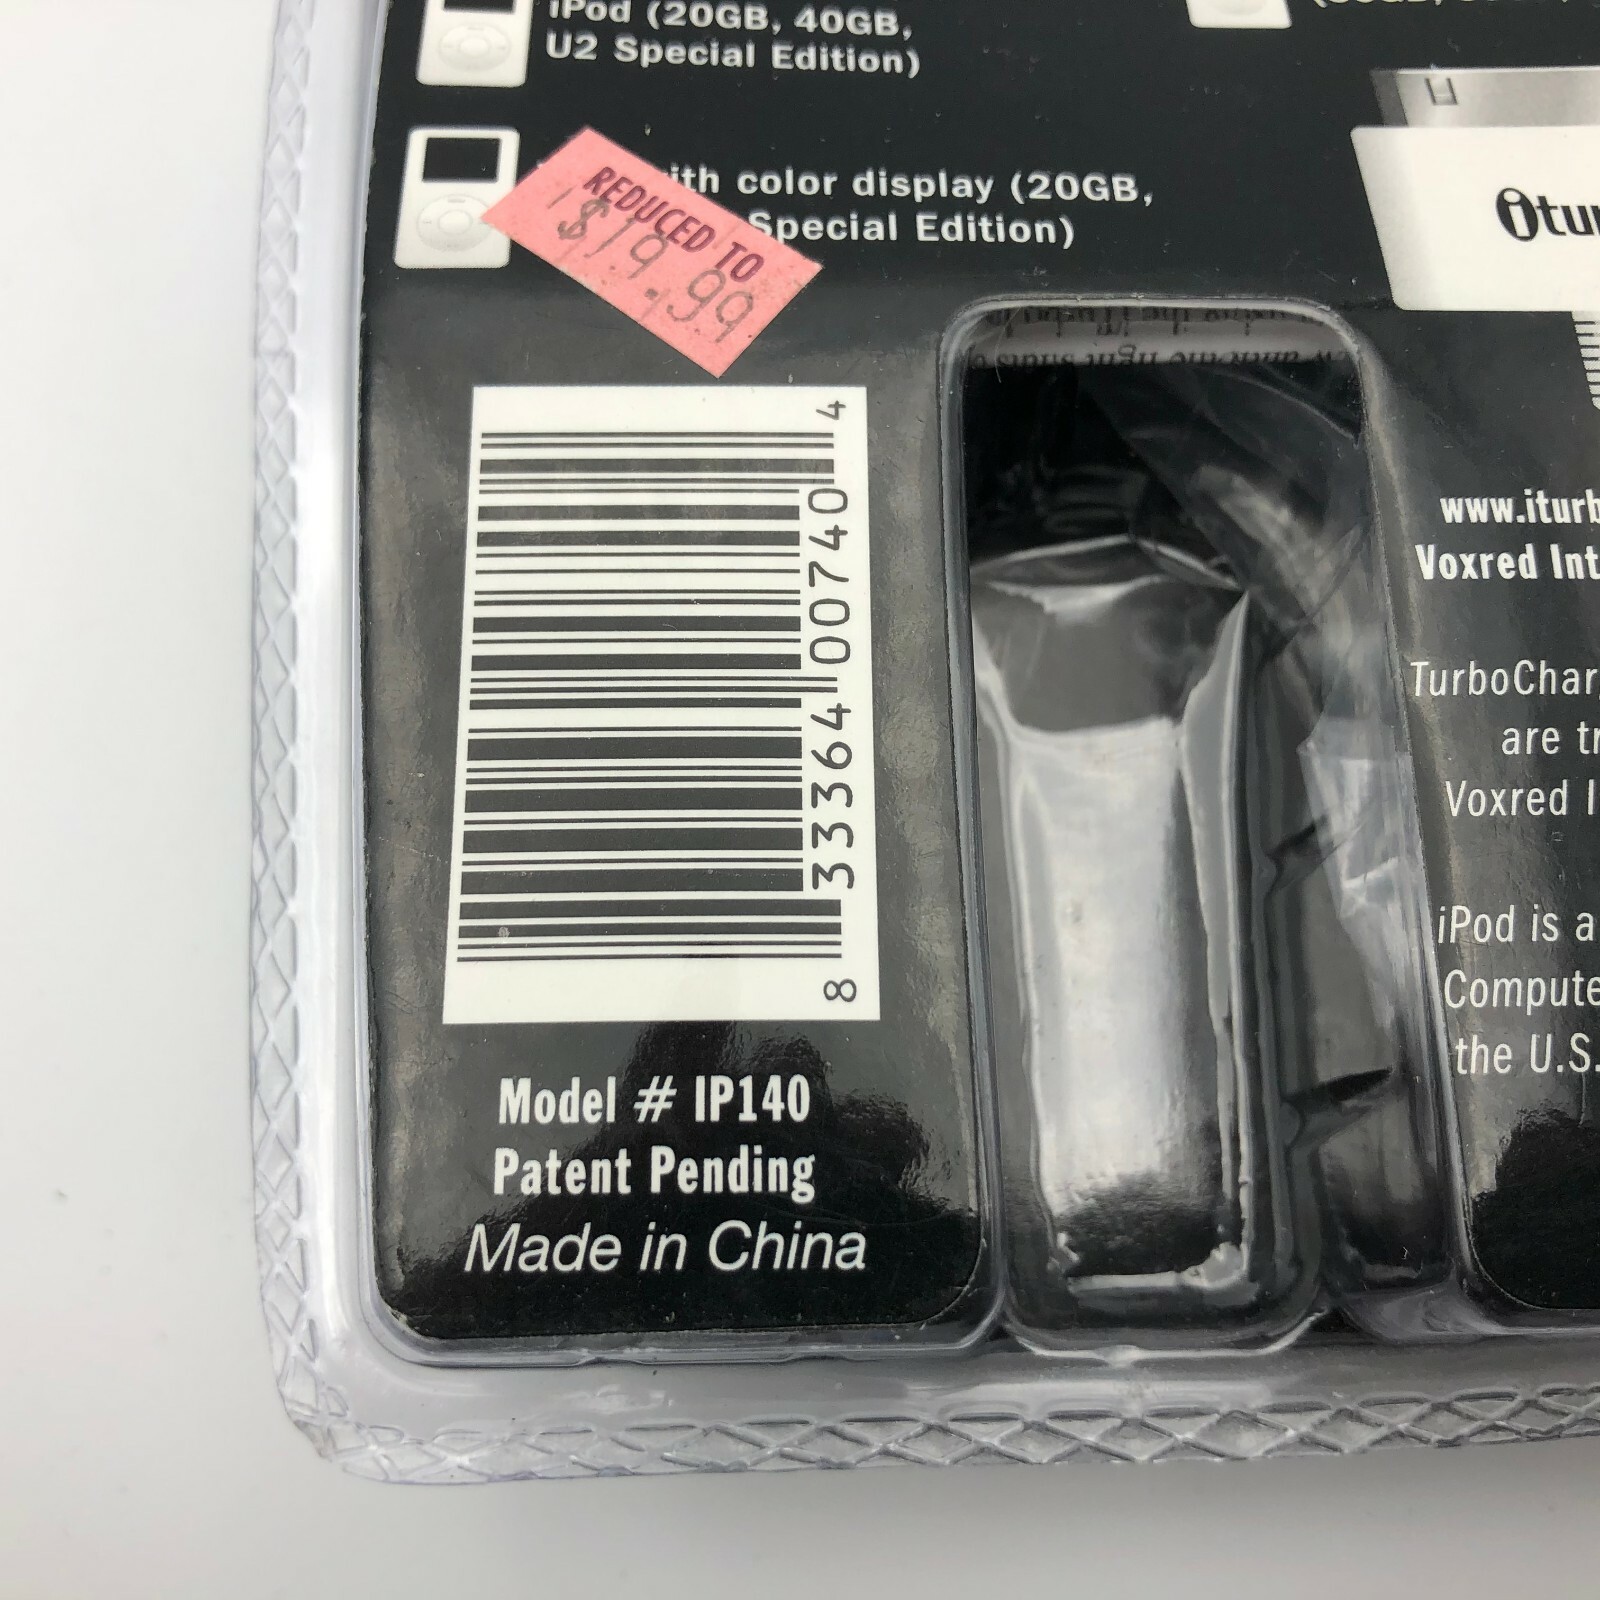 iPod (20GB, 40GB,
U2 Special Edition)
ith color display (20GB,
Special Edition)
REDUCED TO
$19.99
itur
4
00740
33364
8
Model # IP140
Patent Pending
Made in China
www.iturb
Voxred Int
TurboChar
are tr
Voxred I
iPod is a
Compute
the U.S.